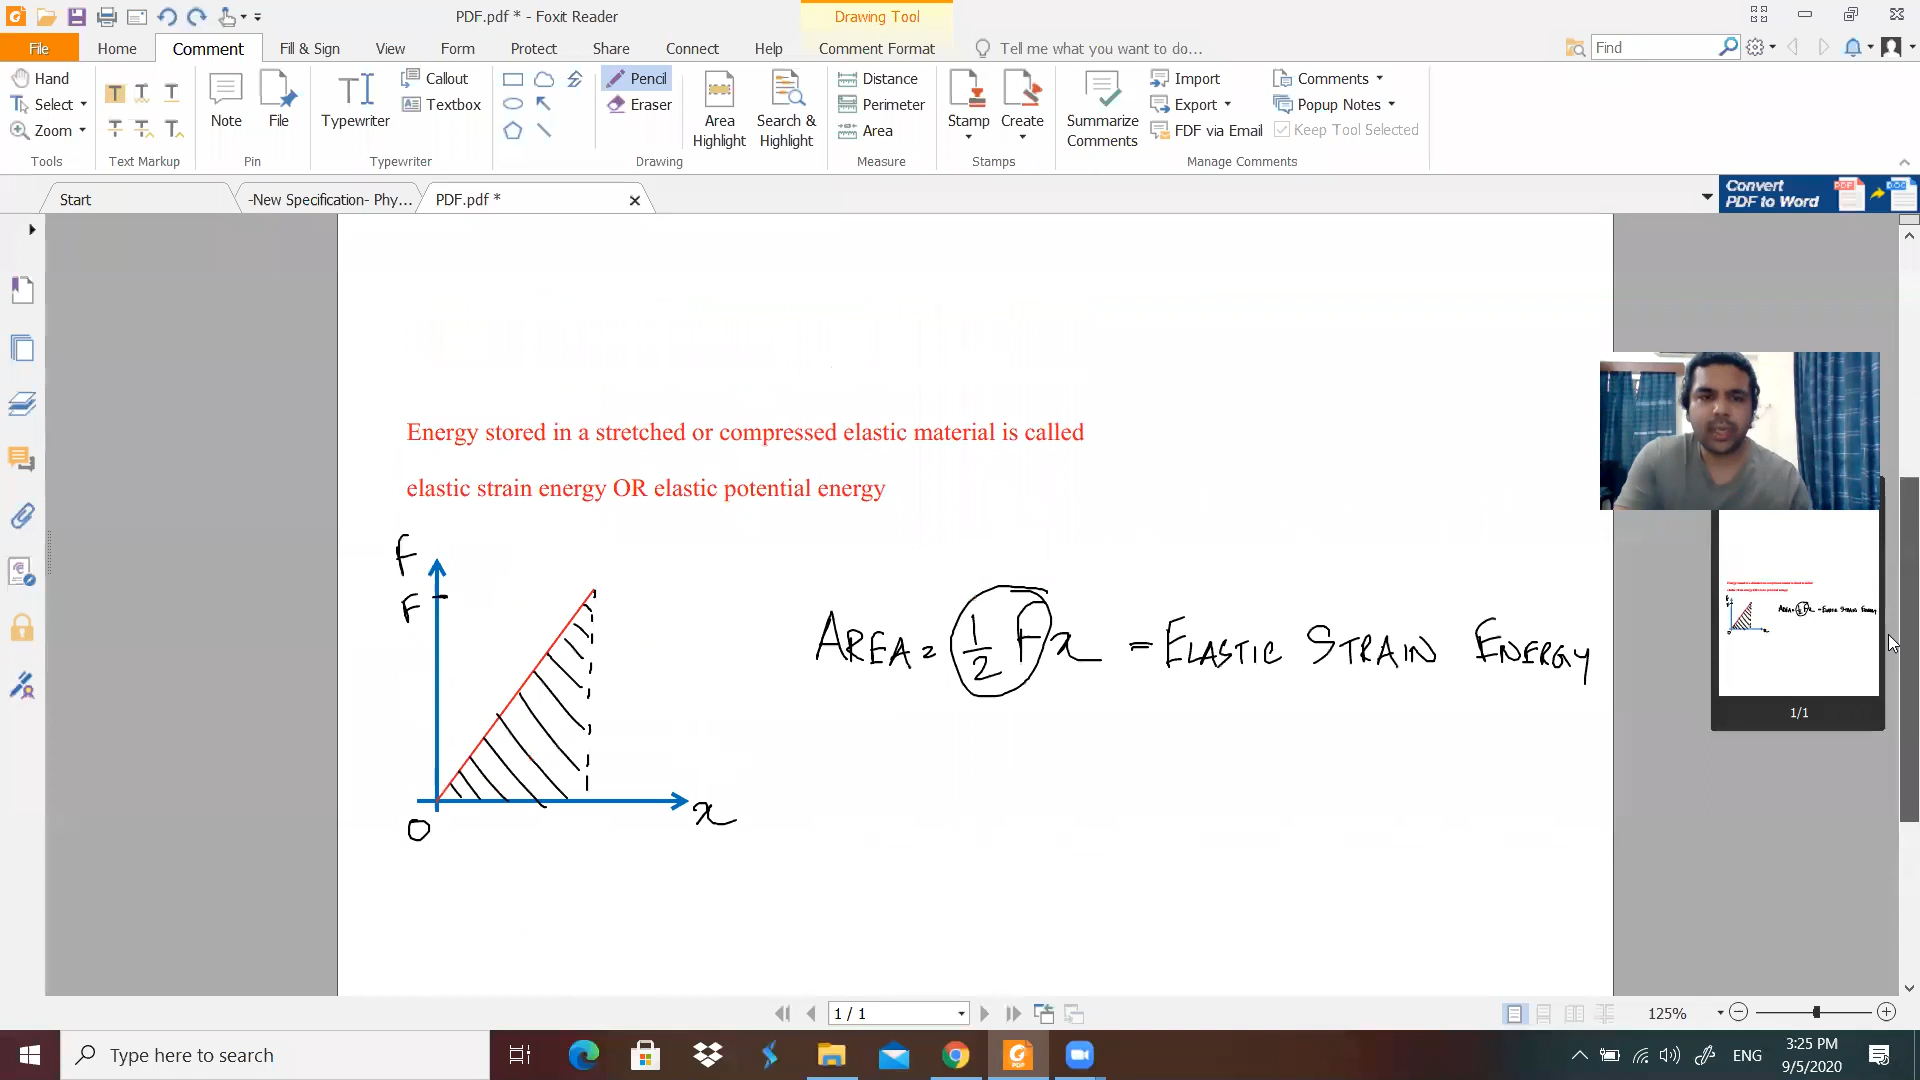 PDF.pdf * - Foxit Reader
Drawing Tool
File Home Comment Fill & Sign View Form Protect Share Connect Help Comment Format Tell me what you want to do... Find
Hand
Select
Zoom
Tools
Text Markup
Note
File
Pin
Typewriter
Callout
Textbox
Typewriter
Pencil
Eraser
Area Highlight
Search & Highlight
Drawing
Distance
Perimeter
Area
Measure
Stamp
Create
Stamps
Summarize Comments
Import
Export
FDF via Email
Comments
Popup Notes
Keep Tool Selected
Manage Comments
Start
-New Specification- Phy...
PDF.pdf *
Convert
PDF to Word
Energy stored in a stretched or compressed elastic material is called
elastic strain energy OR elastic potential energy
F
F
AREA = 1/2 Fx = ELASTIC STRAIN ENERGY
x
O
1/1
1 / 1
125%
Type here to search
ENG
3:25 PM
9/5/2020